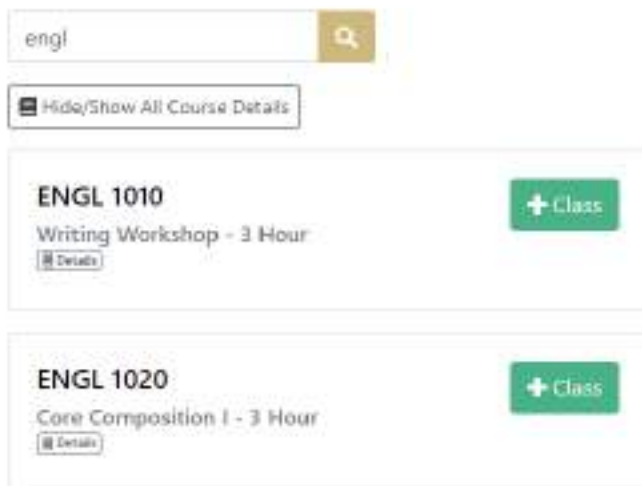 engl
Hide/Show All Course Details
ENGL 1010
+ Class
Writing Workshop - 3 Hour
Details
ENGL 1020
+ Class
Core Composition I - 3 Hour
Details